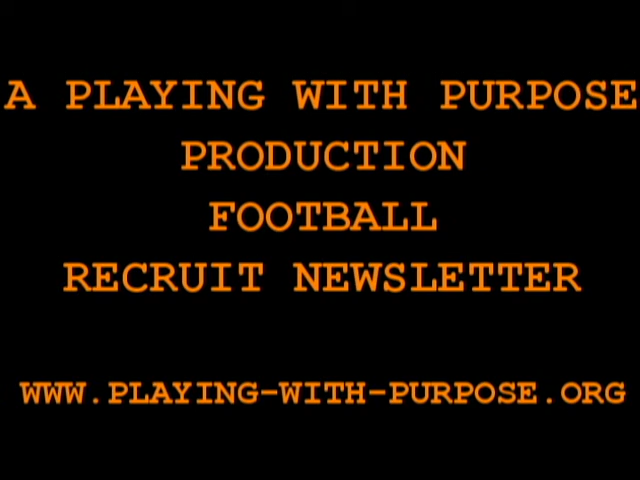 A PLAYING WITH PURPOSE
PRODUCTION
FOOTBALL
RECRUIT NEWSLETTER
WWW.PLAYING-WITH-PURPOSE.ORG